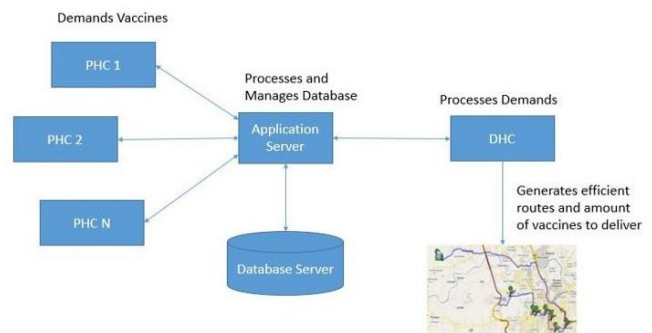 Demands Vaccines
PHC 1
Processes and
Manages Database
Processes Demands
PHC 2
Application
Server
DHC
PHC N
Generates efficient
routes and amount
of vaccines to deliver
Database Server